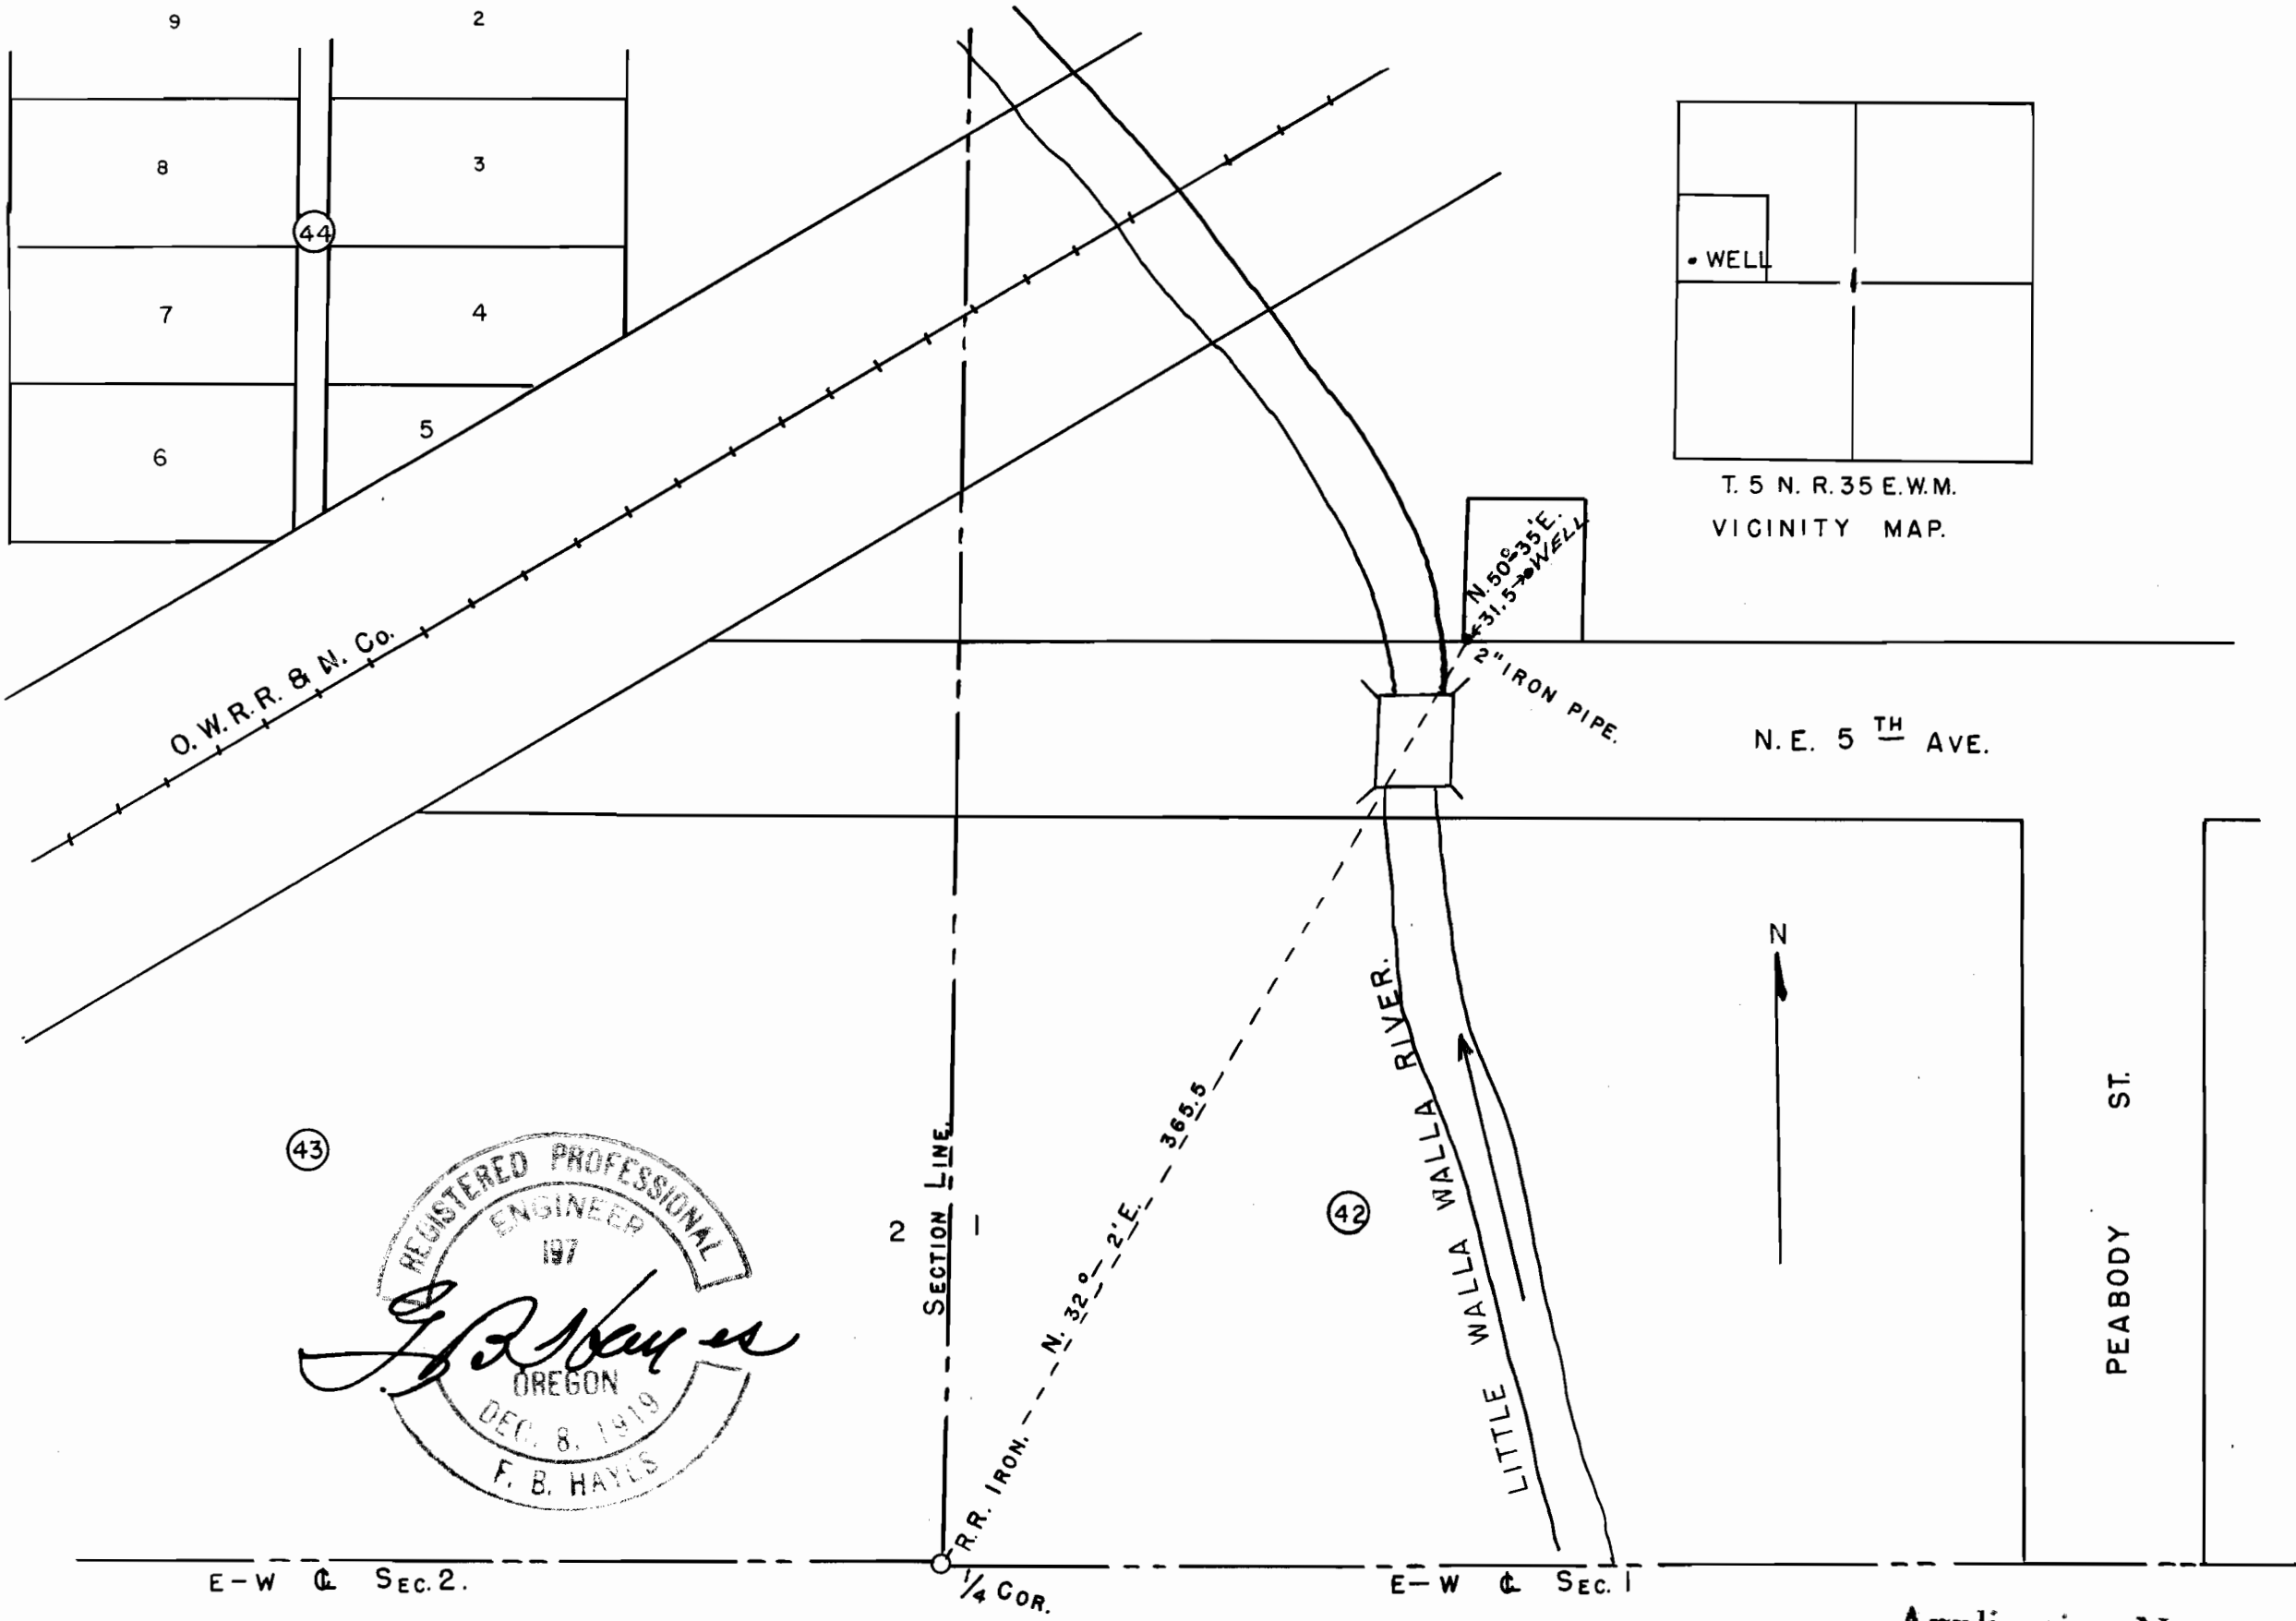 9
2
8
3
44
7
4
6
5
O. W. R. R. & N. Co.
• WELL
1
T. 5 N. R. 35 E.W.M.
VICINITY MAP.
N. 50°-35'E.
31.5 WELL
2" IRON PIPE.
N.E. 5TH AVE.
N
LITTLE WALLA WALLA RIVER.
PEABODY ST.
43
REGISTERED PROFESSIONAL
ENGINEER
197
F B Hayes
OREGON
DEC. 8, 1919
F. B. HAYES
2
1
SECTION LINE.
R.R. IRON. N. 32° 2'E. 365.5
42
E-W ℄ SEC. 2.
1/4 COR.
E-W ℄ SEC. 1